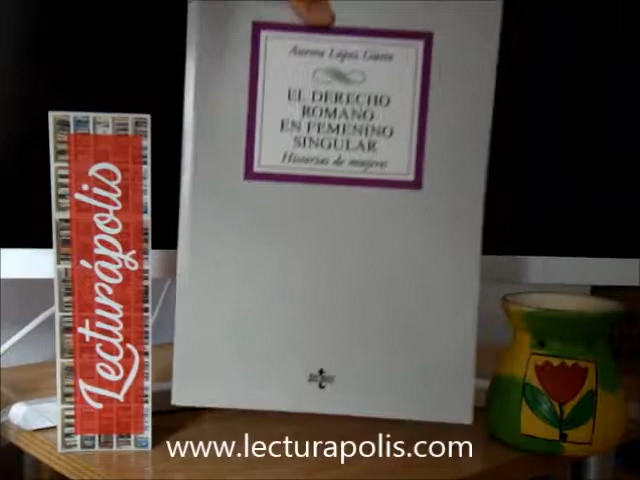 Aurora López Güeto
EL DERECHO
ROMANO
EN FEMENINO
SINGULAR
Historias de mujeres
Lecturápolis
www.lecturapolis.com